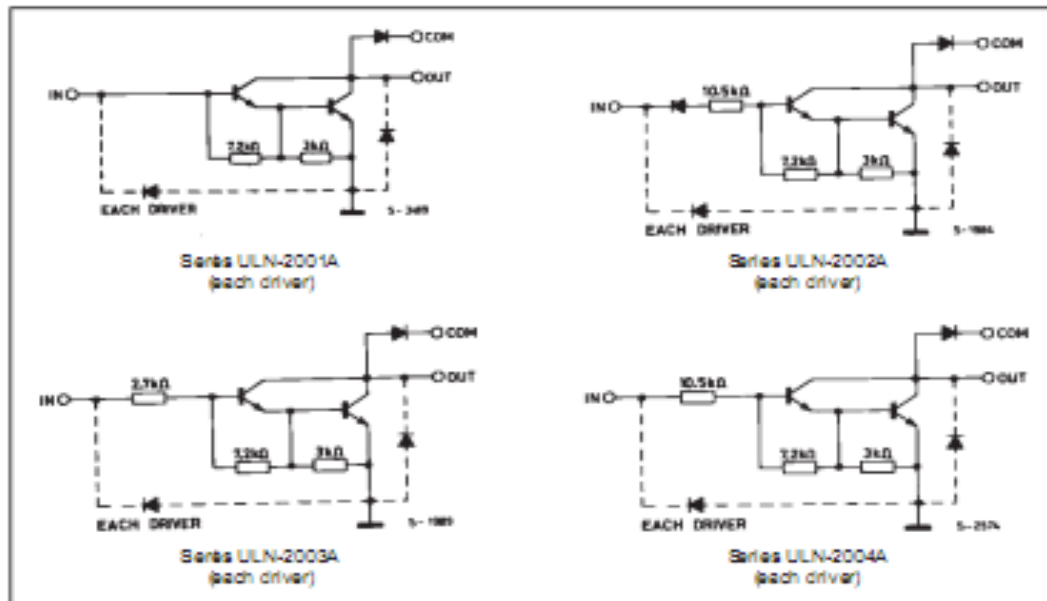 COM
OUT
IN
7.2kΩ 3kΩ
EACH DRIVER
Series ULN-2001A
(each driver)
COM
OUT
10.5kΩ
IN
7.2kΩ 3kΩ
EACH DRIVER S-1984
Series ULN-2002A
(each driver)
COM
OUT
2.7kΩ
IN
7.2kΩ 3kΩ
EACH DRIVER S-1989
Series ULN-2003A
(each driver)
COM
OUT
10.5kΩ
IN
7.2kΩ 3kΩ
EACH DRIVER S-2574
Series ULN-2004A
(each driver)